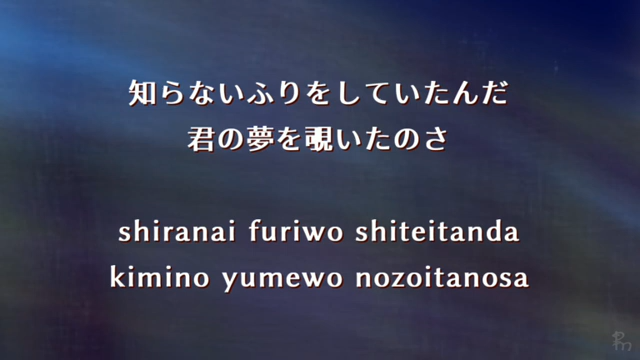 知らないふりをしていたんだ
君の夢を覗いたのさ
shiranai furiwo shiteitanda
kimino yumewo nozoitanosa